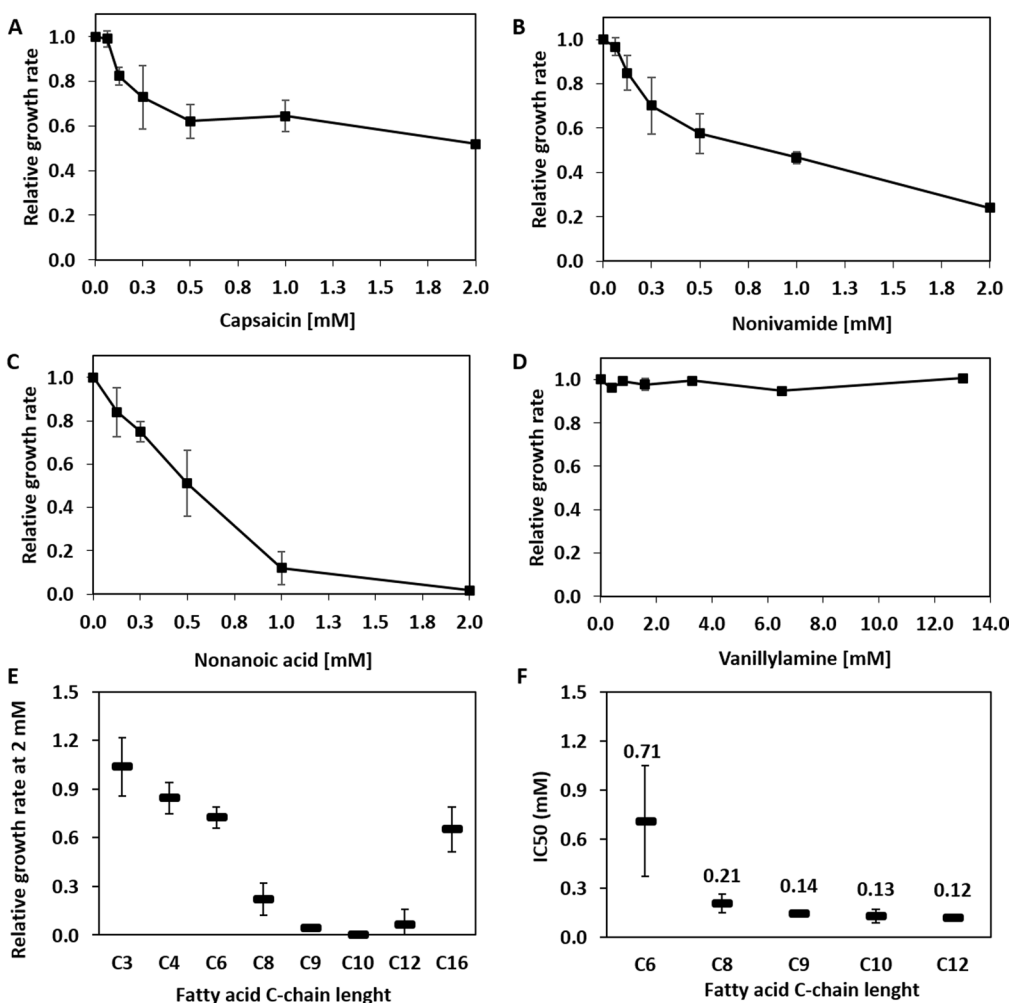 A
Relative growth rate
1.0
0.8
0.6
0.4
0.2
0.0
0.0 0.3 0.5 0.8 1.0 1.3 1.5 1.8 2.0
Capsaicin [mM]
B
Relative growth rate
1.0
0.8
0.6
0.4
0.2
0.0
0.0 0.3 0.5 0.8 1.0 1.3 1.5 1.8 2.0
Nonivamide [mM]
C
Relative growth rate
1.0
0.8
0.6
0.4
0.2
0.0
0.0 0.3 0.5 0.8 1.0 1.3 1.5 1.8 2.0
Nonanoic acid [mM]
D
Relative growth rate
1.0
0.8
0.6
0.4
0.2
0.0
0.0 2.0 4.0 6.0 8.0 10.0 12.0 14.0
Vanillylamine [mM]
E
Relative growth rate at 2 mM
1.5
1.2
0.9
0.6
0.3
0.0
C3 C4 C6 C8 C9 C10 C12 C16
Fatty acid C-chain lenght
F
IC50 (mM)
1.5
1.2
0.9
0.6
0.3
0.0
0.71
0.21
0.14
0.13
0.12
C6 C8 C9 C10 C12
Fatty acid C-chain lenght